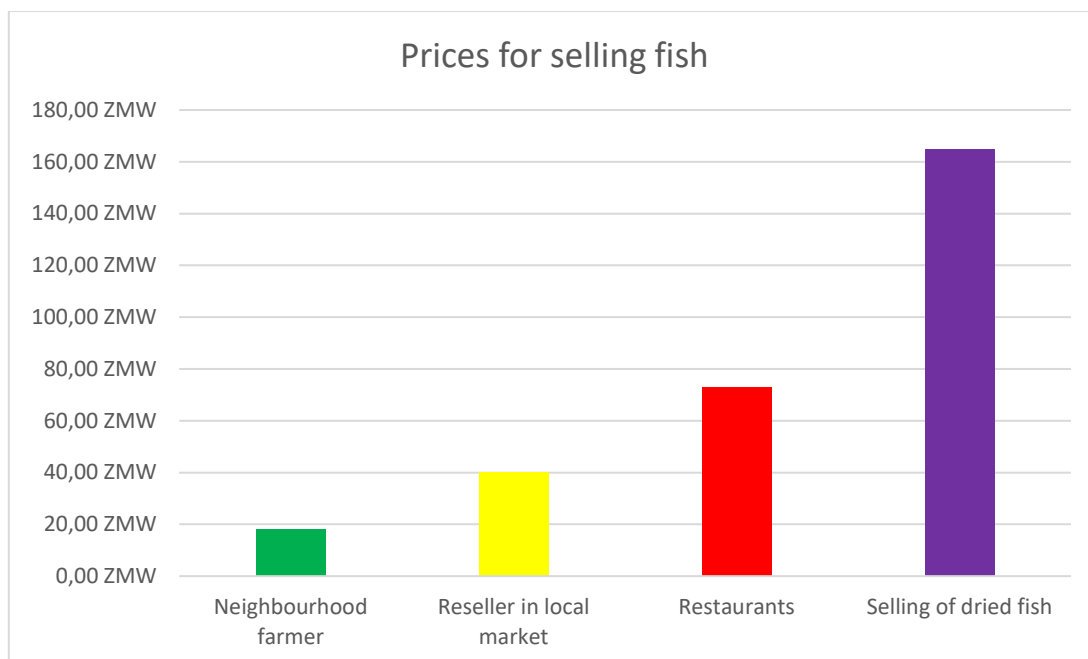 Prices for selling fish
180,00 ZMW
160,00 ZMW
140,00 ZMW
120,00 ZMW
100,00 ZMW
80,00 ZMW
60,00 ZMW
40,00 ZMW
20,00 ZMW
0,00 ZMW
Neighbourhood
farmer
Reseller in local
market
Restaurants
Selling of dried fish